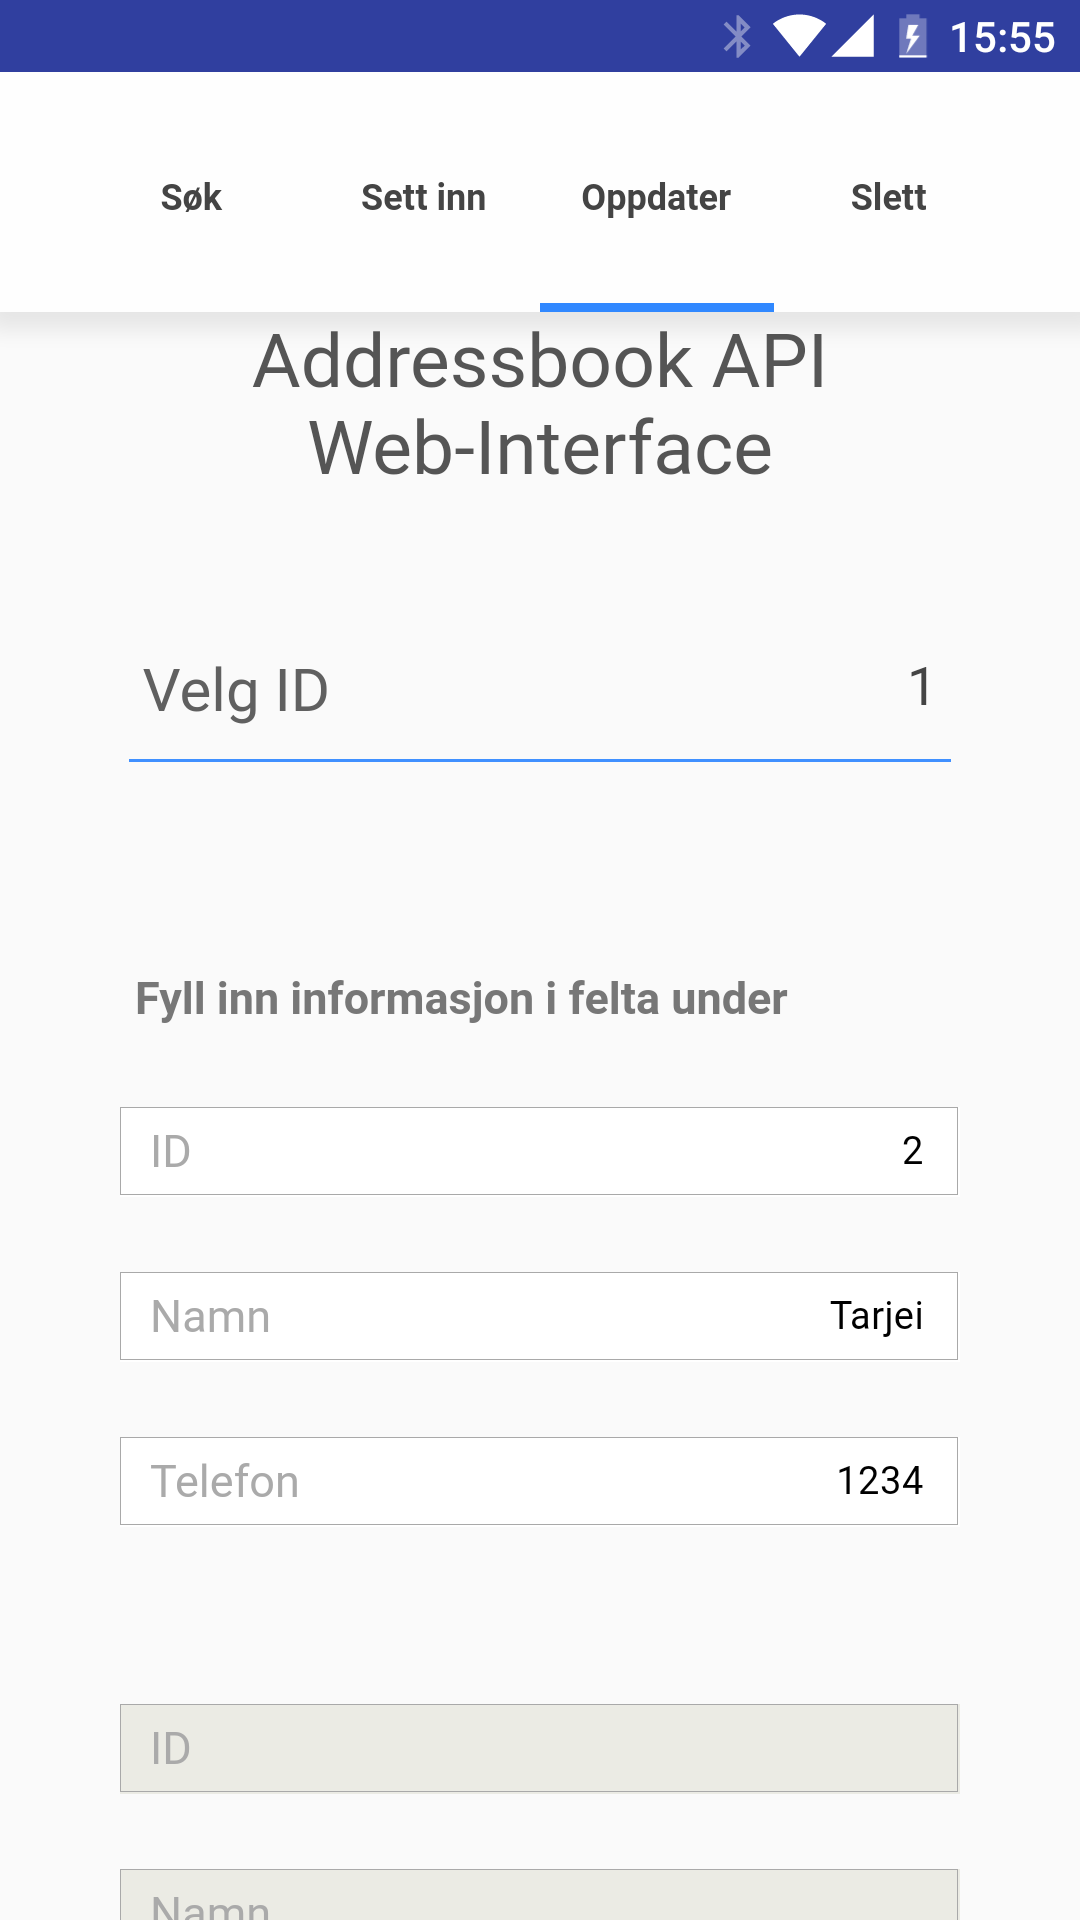 15:55
Søk Sett inn Oppdater Slett
Addressbook API
Web-Interface
Velg ID 1
Fyll inn informasjon i felta under
ID 2
Namn Tarjei
Telefon 1234
ID
Namn